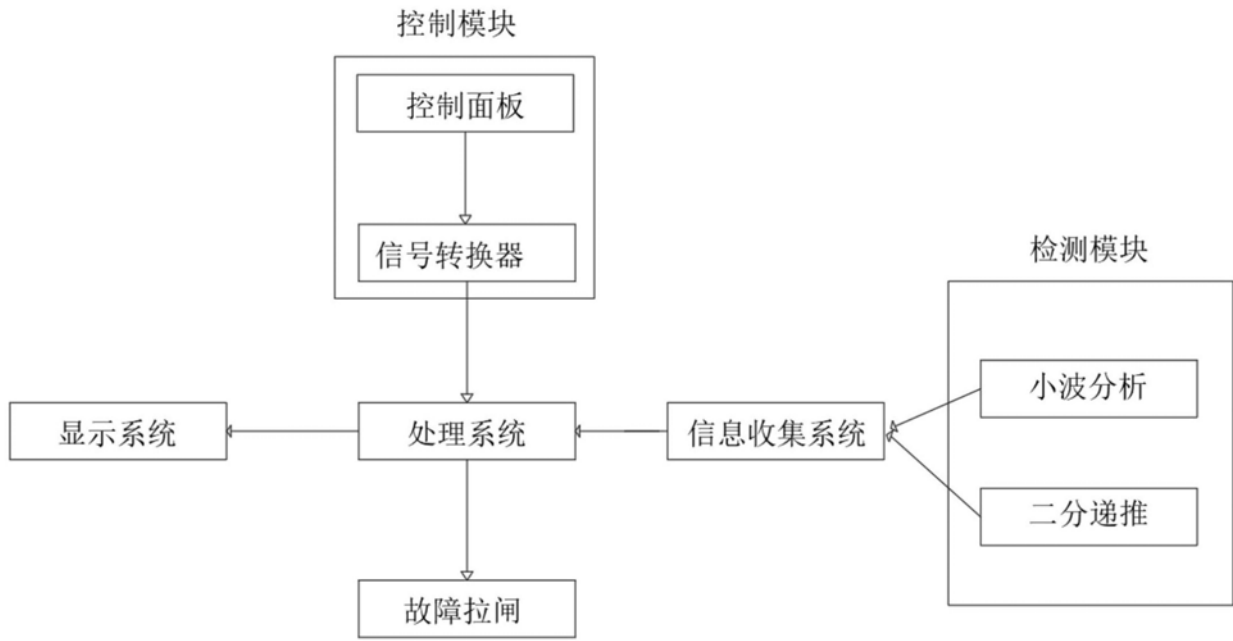 控制模块
控制面板
信号转换器
检测模块
小波分析
显示系统
处理系统
信息收集系统
二分递推
故障拉闸